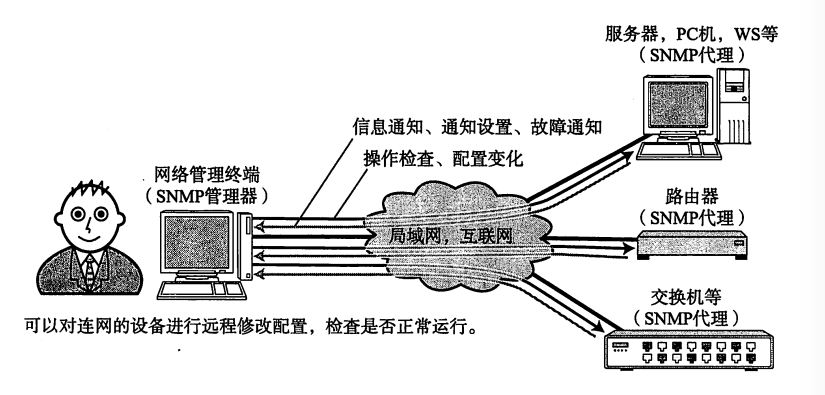 服务器，PC机，WS等
（SNMP代理）
信息通知、通知设置、故障通知
操作检查、配置变化
网络管理终端
（SNMP管理器）
路由器
（SNMP代理）
局域网，互联网
交换机等
（SNMP代理）
可以对连网的设备进行远程修改配置，检查是否正常运行。